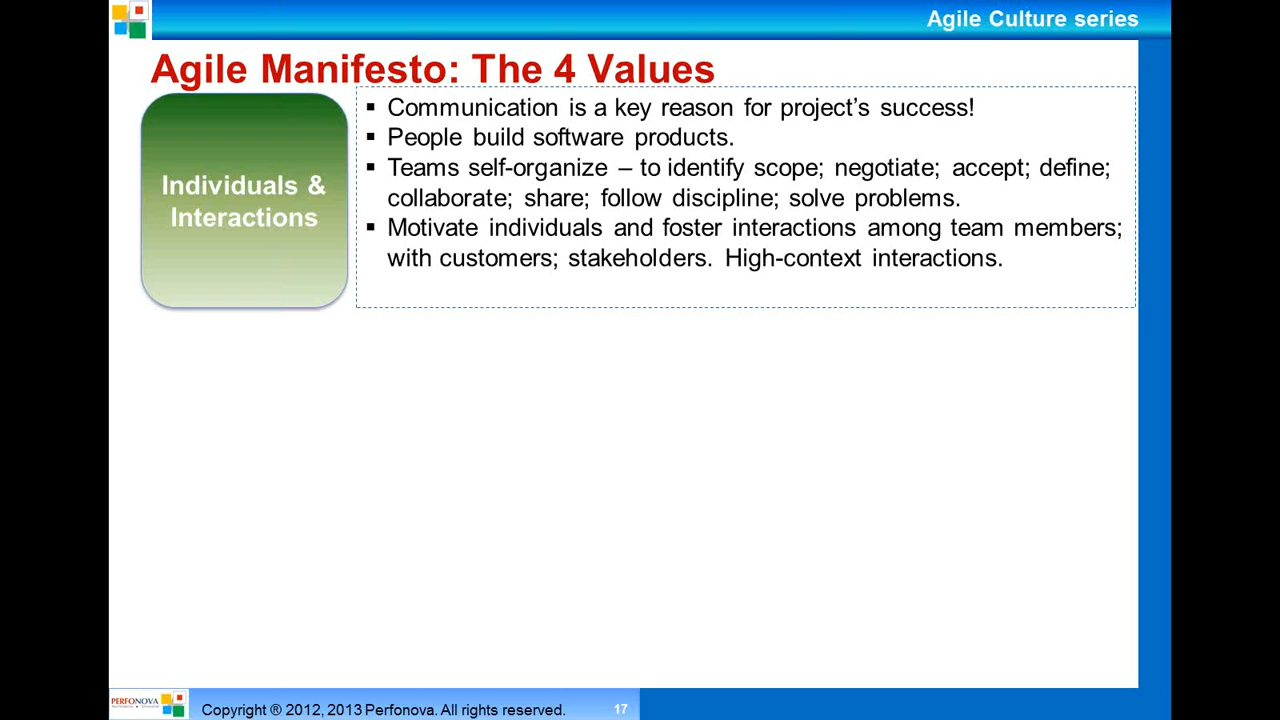 Agile Culture series
Agile Manifesto: The 4 Values
Individuals &
Interactions
▪ Communication is a key reason for project’s success!
▪ People build software products.
▪ Teams self-organize – to identify scope; negotiate; accept; define;
collaborate; share; follow discipline; solve problems.
▪ Motivate individuals and foster interactions among team members;
with customers; stakeholders. High-context interactions.
PERFONOVA
Copyright ® 2012, 2013 Perfonova. All rights reserved.
17